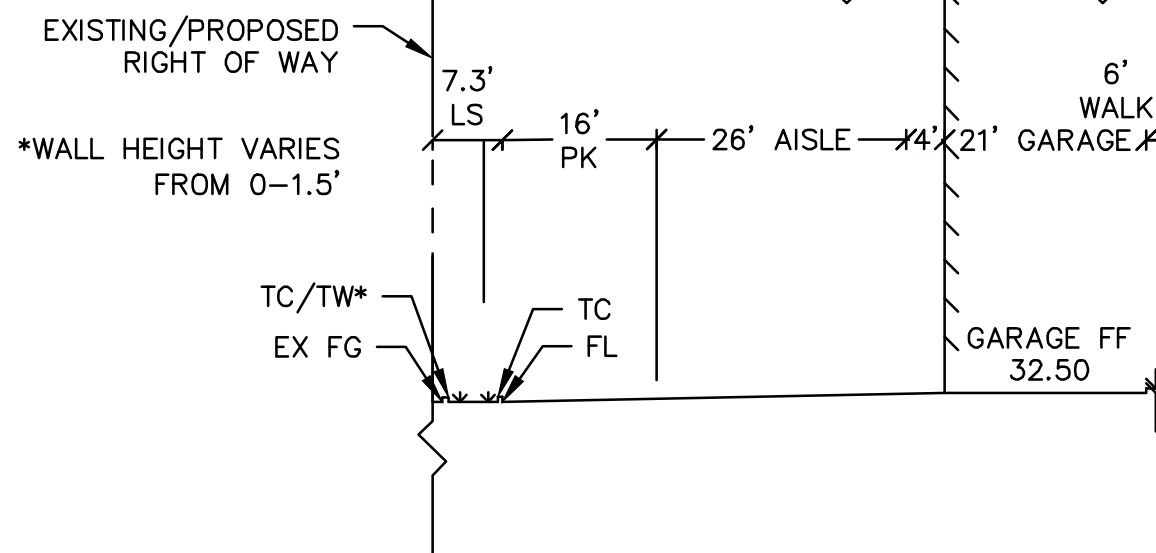 EXISTING/PROPOSED
RIGHT OF WAY
7.3'
LS
*WALL HEIGHT VARIES
FROM 0-1.5'
16'
PK
26' AISLE
4'
21' GARAGE
6'
WALK
TC/TW*
EX FG
TC
FL
GARAGE FF
32.50